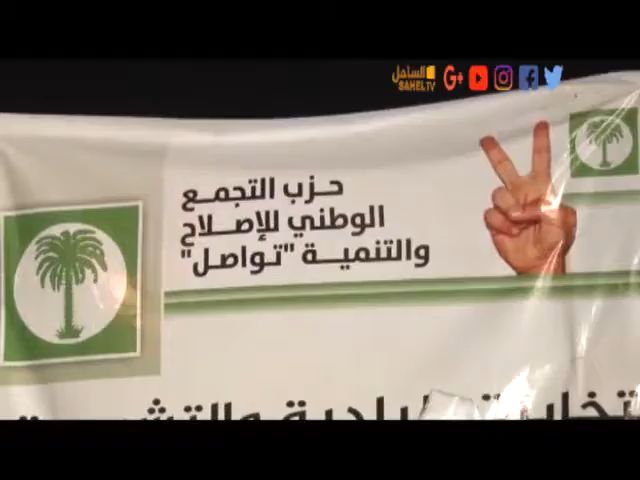 الساحل
SAHEL TV
حزب التجمع
الوطني للإصلاح
والتنمية "تواصل"